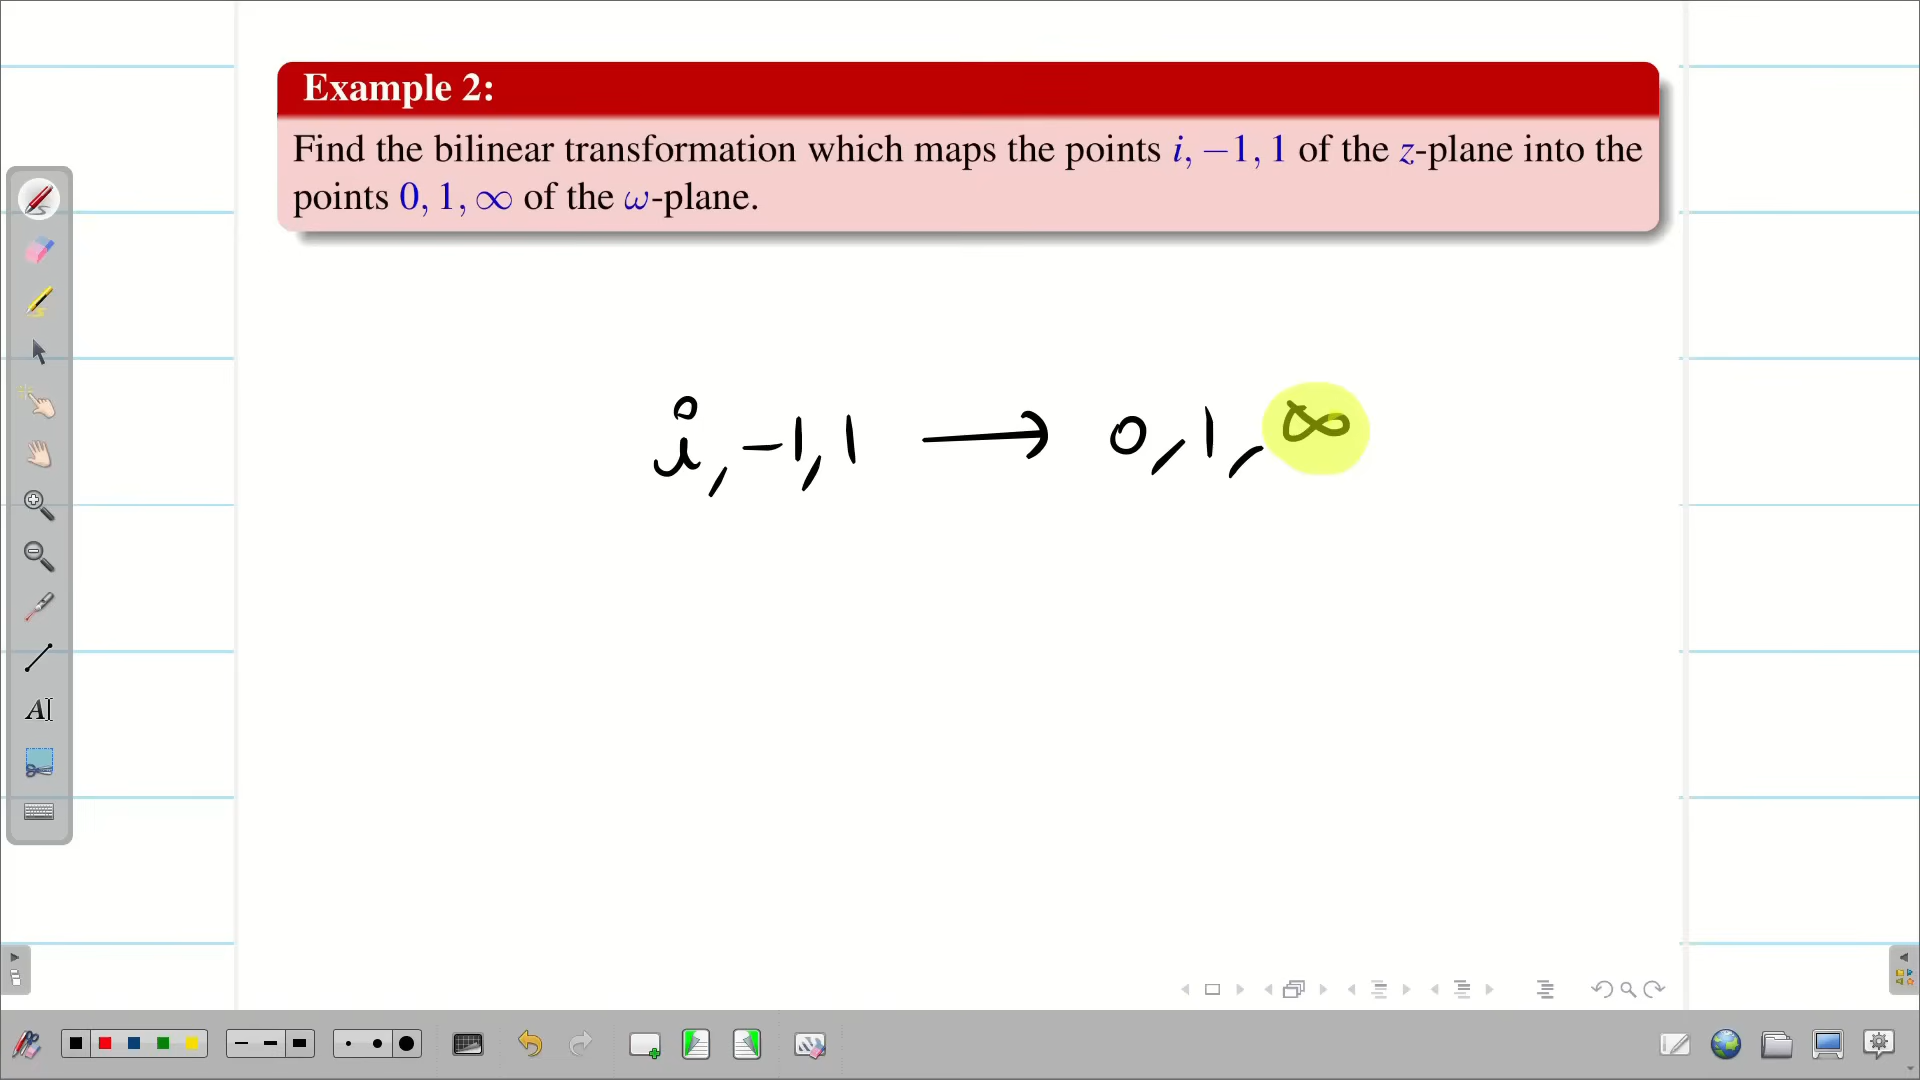 Example 2:
Find the bilinear transformation which maps the points i, −1, 1 of the z-plane into the
points 0, 1, ∞ of the ω-plane.
i, −1, 1 ⟶ 0, 1, ∞